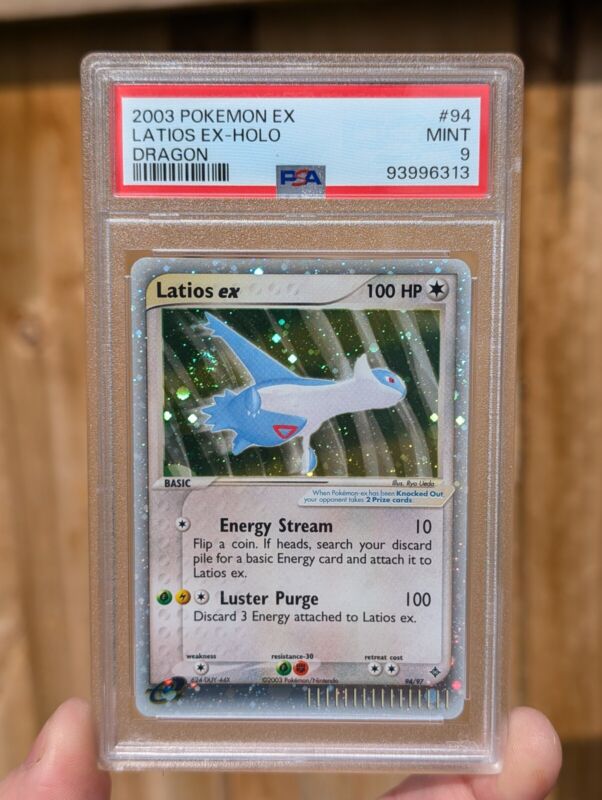 2003 POKEMON EX #94
LATIOS EX-HOLO MINT
DRAGON 9
PSA 93996313
Latios ex 100 HP
BASIC Illus. Ryo Ueda
When Pokémon-ex has been Knocked Out,
your opponent takes 2 Prize cards.
Energy Stream 10
Flip a coin. If heads, search your discard
pile for a basic Energy card and attach it to
Latios ex.
Luster Purge 100
Discard 3 Energy attached to Latios ex.
weakness resistance-30 retreat cost
©2003 Pokémon/Nintendo 94/97